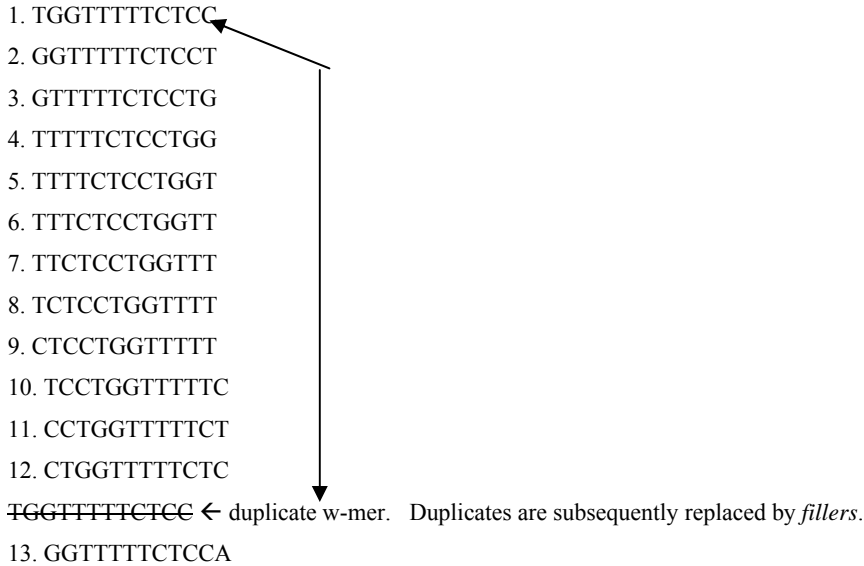 1. TGGTTTTTCTCC
2. GGTTTTTCTCCT
3. GTTTTTCTCCTG
4. TTTTTCTCCTGG
5. TTTTCTCCTGGT
6. TTTCTCCTGGTT
7. TTCTCCTGGTTT
8. TCTCCTGGTTTT
9. CTCCTGGTTTTT
10. TCCTGGTTTTTC
11. CCTGGTTTTTCT
12. CTGGTTTTTCTC
TGGTTTTTCTCC ← duplicate w-mer. Duplicates are subsequently replaced by fillers.
13. GGTTTTTCTCCA